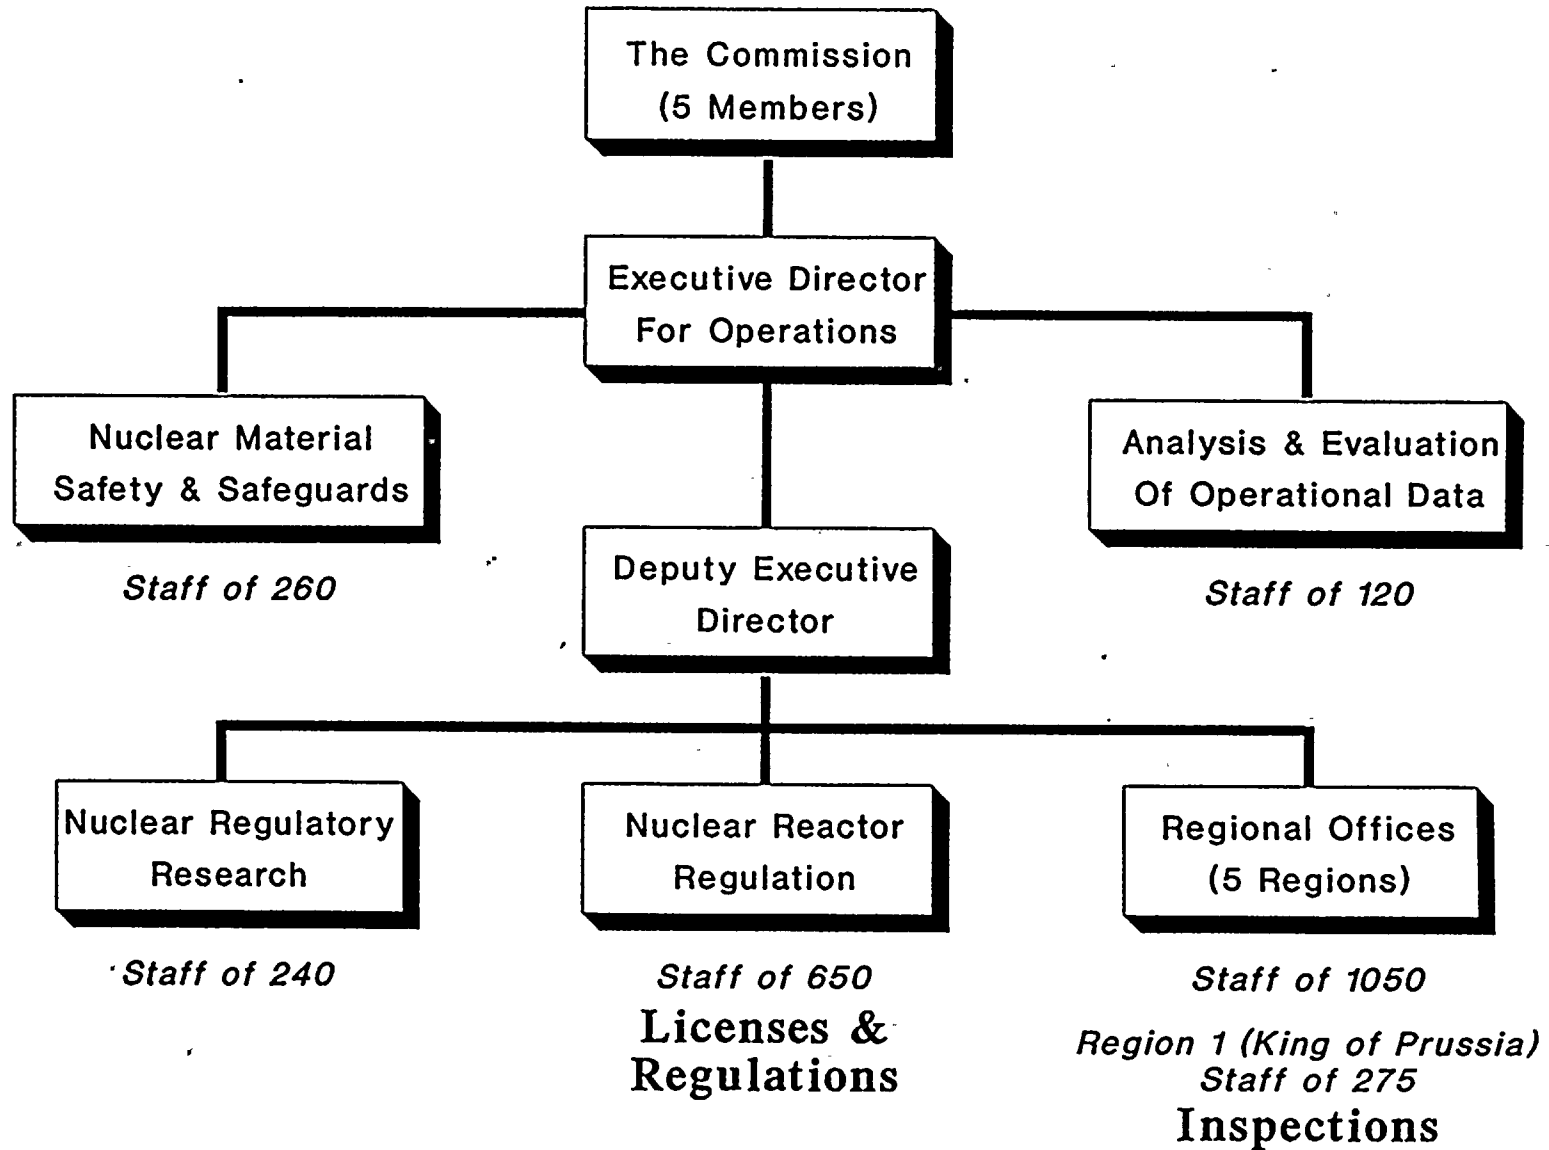 The Commission
(5 Members)
Executive Director
For Operations
Nuclear Material
Safety & Safeguards
Staff of 260
Analysis & Evaluation
Of Operational Data
Staff of 120
Deputy Executive
Director
Nuclear Regulatory
Research
Staff of 240
Nuclear Reactor
Regulation
Staff of 650
Licenses &
Regulations
Regional Offices
(5 Regions)
Staff of 1050
Region 1 (King of Prussia)
Staff of 275
Inspections